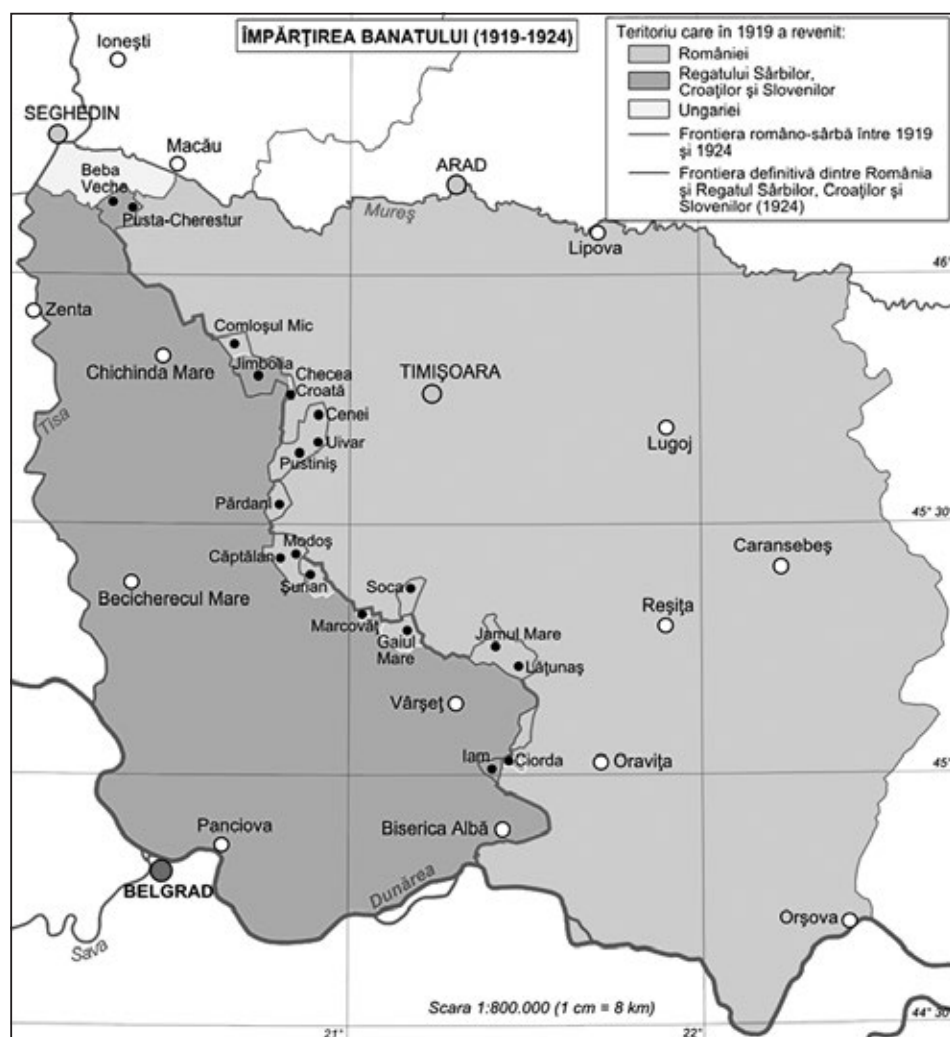 ÎMPĂRŢIREA BANATULUI (1919-1924)
Teritoriu care în 1919 a revenit:
României
Regatului Sârbilor,
Croaţilor şi Slovenilor
Ungariei
Frontiera româno-sârbă între 1919
şi 1924
Frontiera definitivă dintre România
şi Regatul Sârbilor, Croaţilor şi
Slovenilor (1924)
Ioneşti
SEGHEDIN
Macău
Beba
Veche
Pusta-Cherestur
ARAD
Mureş
Lipova
46°
Zenta
Comloşul Mic
Chichinda Mare
Jimbolia
Checea
Croată
TIMIŞOARA
Tisa
Cenei
Uivar
Lugoj
Pustiniş
Părdani
45° 30'
Modoş
Căptălan
Caransebeş
Şurian
Becicherecul Mare
Soca
Reşiţa
Marcovăţ
Gaiul
Mare
Jamul Mare
Lăţunaş
Vârşeţ
Iam
Ciorda
Oraviţa
45°
Panciova
Biserica Albă
BELGRAD
Dunărea
Orşova
Sava
Scara 1:800.000 (1 cm = 8 km)
21°
22°
44° 30'